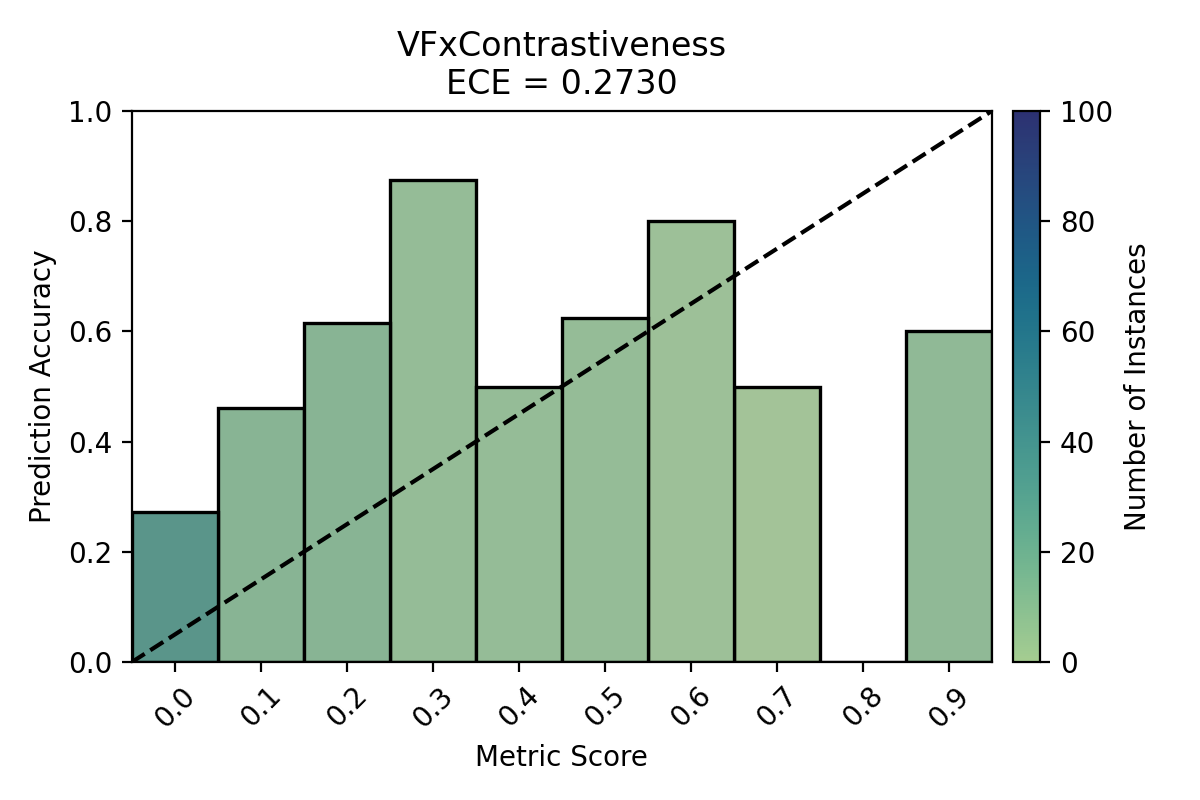 VFxContrastiveness
ECE = 0.2730
1.0
0.8
0.6
0.4
0.2
0.0
Prediction Accuracy
0.0 0.1 0.2 0.3 0.4 0.5 0.6 0.7 0.8 0.9
Metric Score
100
80
60
40
20
0
Number of Instances